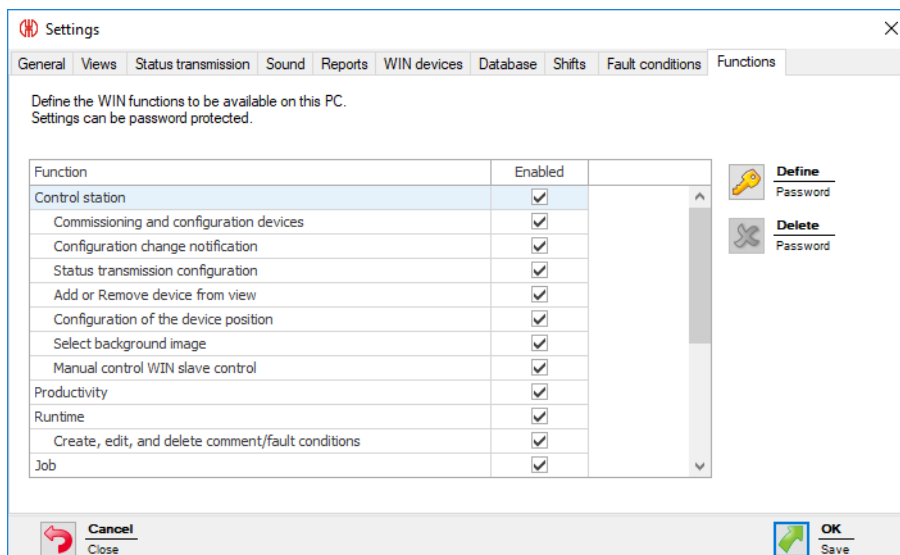 Settings
General Views Status transmission Sound Reports WIN devices Database Shifts Fault conditions Functions
Define the WIN functions to be available on this PC.
Settings can be password protected.
Function Enabled
Control station
Commissioning and configuration devices
Configuration change notification
Status transmission configuration
Add or Remove device from view
Configuration of the device position
Select background image
Manual control WIN slave control
Productivity
Runtime
Create, edit, and delete comment/fault conditions
Job
Define
Password
Delete
Password
Cancel
Close
OK
Save